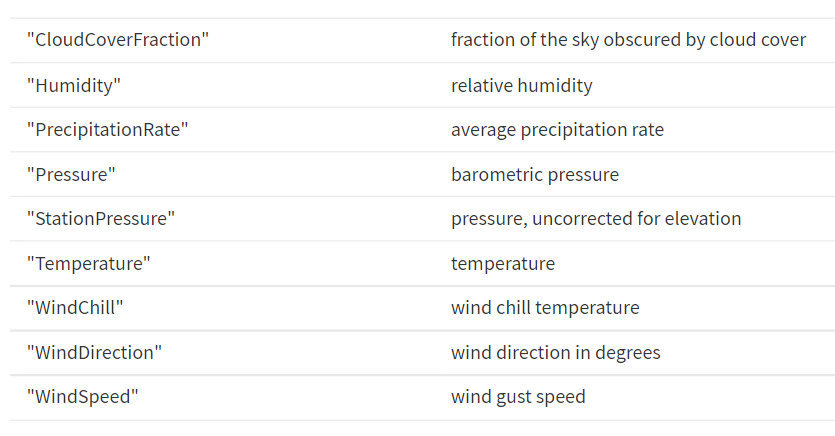 "CloudCoverFraction" fraction of the sky obscured by cloud cover
"Humidity" relative humidity
"PrecipitationRate" average precipitation rate
"Pressure" barometric pressure
"StationPressure" pressure, uncorrected for elevation
"Temperature" temperature
"WindChill" wind chill temperature
"WindDirection" wind direction in degrees
"WindSpeed" wind gust speed